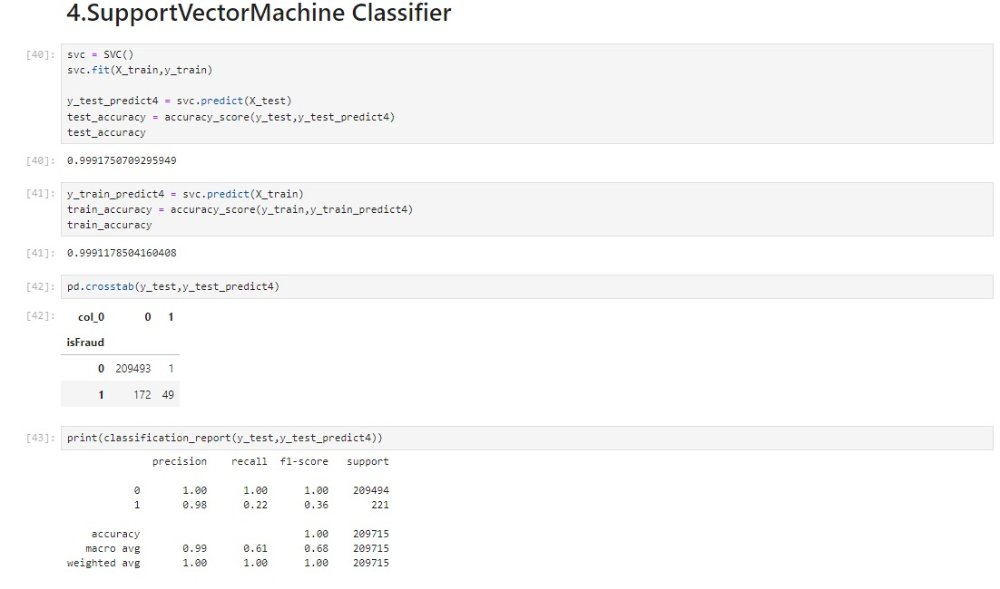 4.SupportVectorMachine Classifier
[40]: svc = SVC()
svc.fit(X_train,y_train)
y_test_predict4 = svc.predict(X_test)
test_accuracy = accuracy_score(y_test,y_test_predict4)
test_accuracy
[40]: 0.9991750709295949
[41]: y_train_predict4 = svc.predict(X_train)
train_accuracy = accuracy_score(y_train,y_train_predict4)
train_accuracy
[41]: 0.9991178504160408
[42]: pd.crosstab(y_test,y_test_predict4)
[42]: col_0 0 1
isFraud
0 209493 1
1 172 49
[43]: print(classification_report(y_test,y_test_predict4))
precision recall f1-score support
0 1.00 1.00 1.00 209494
1 0.98 0.22 0.36 221
accuracy 1.00 209715
macro avg 0.99 0.61 0.68 209715
weighted avg 1.00 1.00 1.00 209715